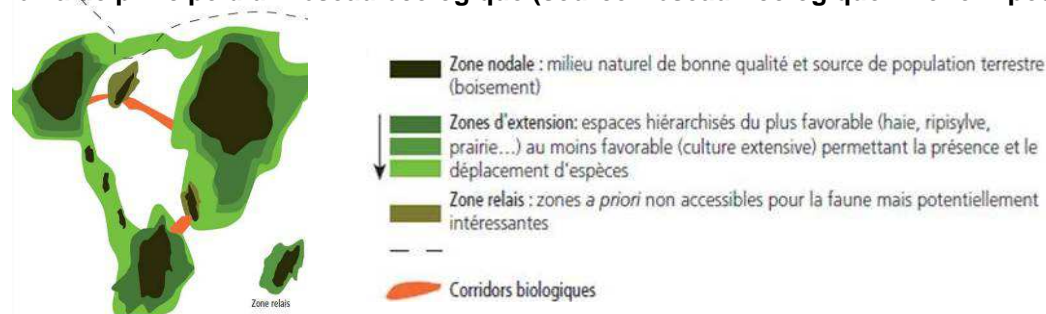 Zone nodale : milieu naturel de bonne qualité et source de population terrestre
(boisement)
Zones d'extension: espaces hiérarchisés du plus favorable (haie, ripisylve,
prairie...) au moins favorable (culture extensive) permettant la présence et le
déplacement d'espèces
Zone relais : zones a priori non accessibles pour la faune mais potentiellement
intéressantes
Corridors biologiques
Zone relais